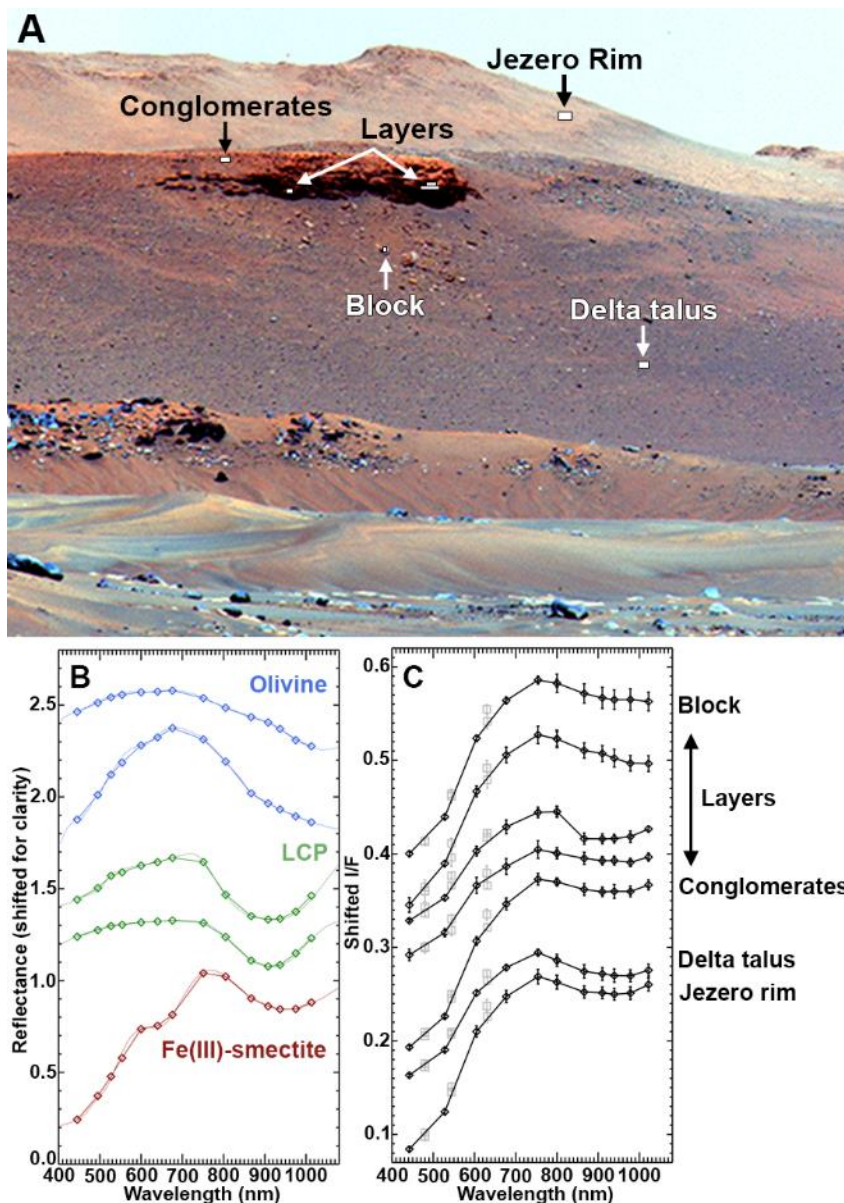 A
Jezero Rim
Conglomerates
Layers
Block
Delta talus
B
Olivine
LCP
Fe(III)-smectite
Reflectance (shifted for clarity)
2.5
2.0
1.5
1.0
0.5
0.0
400 500 600 700 800 900 1000
Wavelength (nm)
C
Shifted I/F
0.6
0.5
0.4
0.3
0.2
0.1
400 500 600 700 800 900 1000
Wavelength (nm)
Block
Layers
Conglomerates
Delta talus
Jezero rim